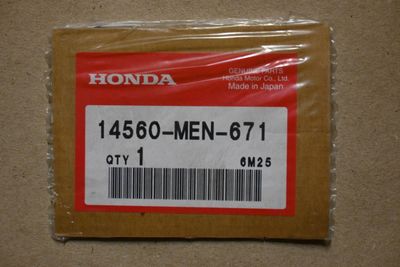 HONDA
GENUINE PARTS
Honda Motor Co., Ltd.
Made in Japan
14560-MEN-671
QTY 1 6M25